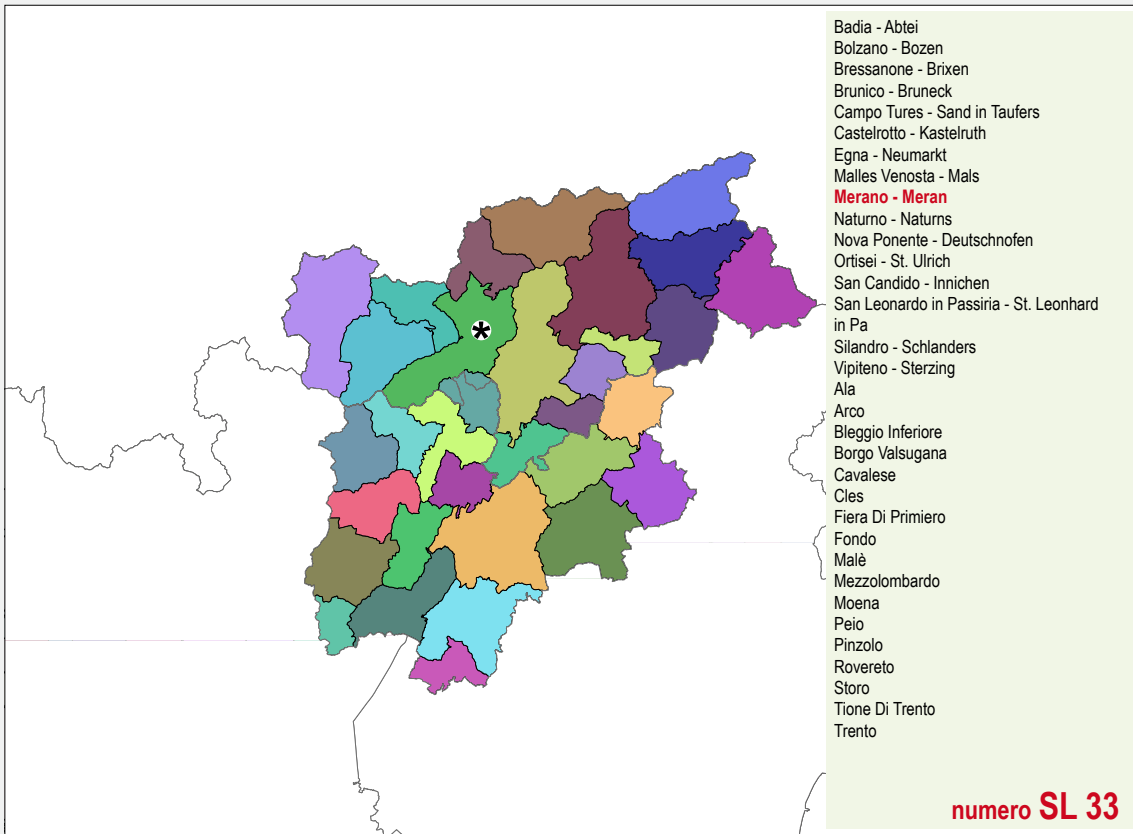 Badia - Abtei
Bolzano - Bozen
Bressanone - Brixen
Brunico - Bruneck
Campo Tures - Sand in Taufers
Castelrotto - Kastelruth
Egna - Neumarkt
Malles Venosta - Mals
Merano - Meran
Naturno - Naturns
Nova Ponente - Deutschnofen
Ortisei - St. Ulrich
San Candido - Innichen
San Leonardo in Passiria - St. Leonhard
in Pa
Silandro - Schlanders
Vipiteno - Sterzing
Ala
Arco
Bleggio Inferiore
Borgo Valsugana
Cavalese
Cles
Fiera Di Primiero
Fondo
Malè
Mezzolombardo
Moena
Peio
Pinzolo
Rovereto
Storo
Tione Di Trento
Trento
numero SL 33